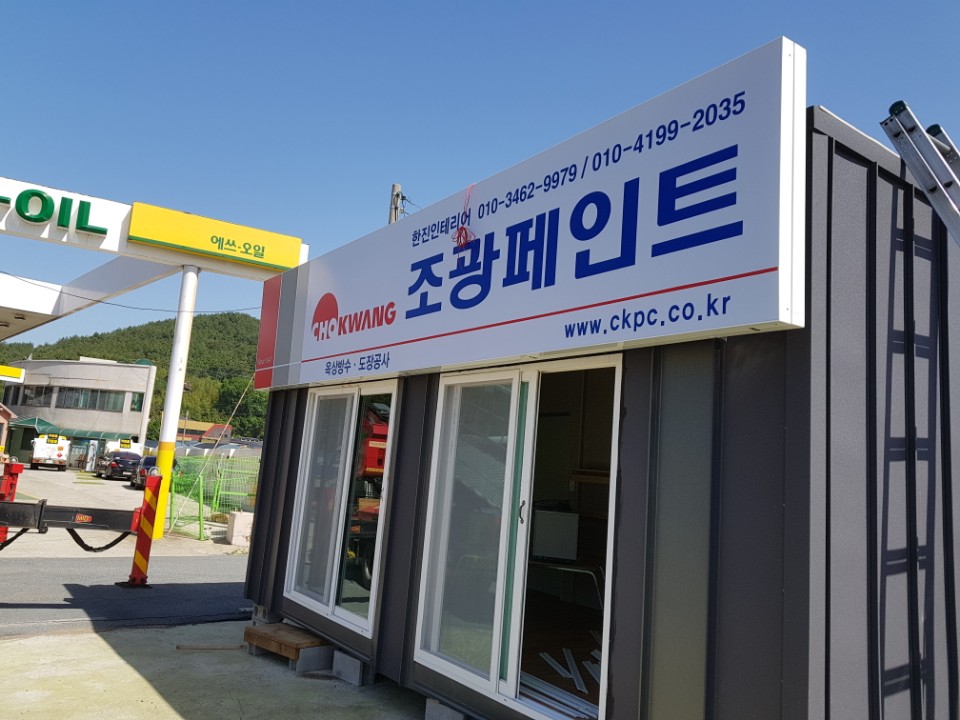 -OIL
에쓰-오일
한진인테리어 010-3462-9979 / 010-4199-2035
CHOKWANG 조광페인트
www.ckpc.co.kr
옥상방수 · 도장공사